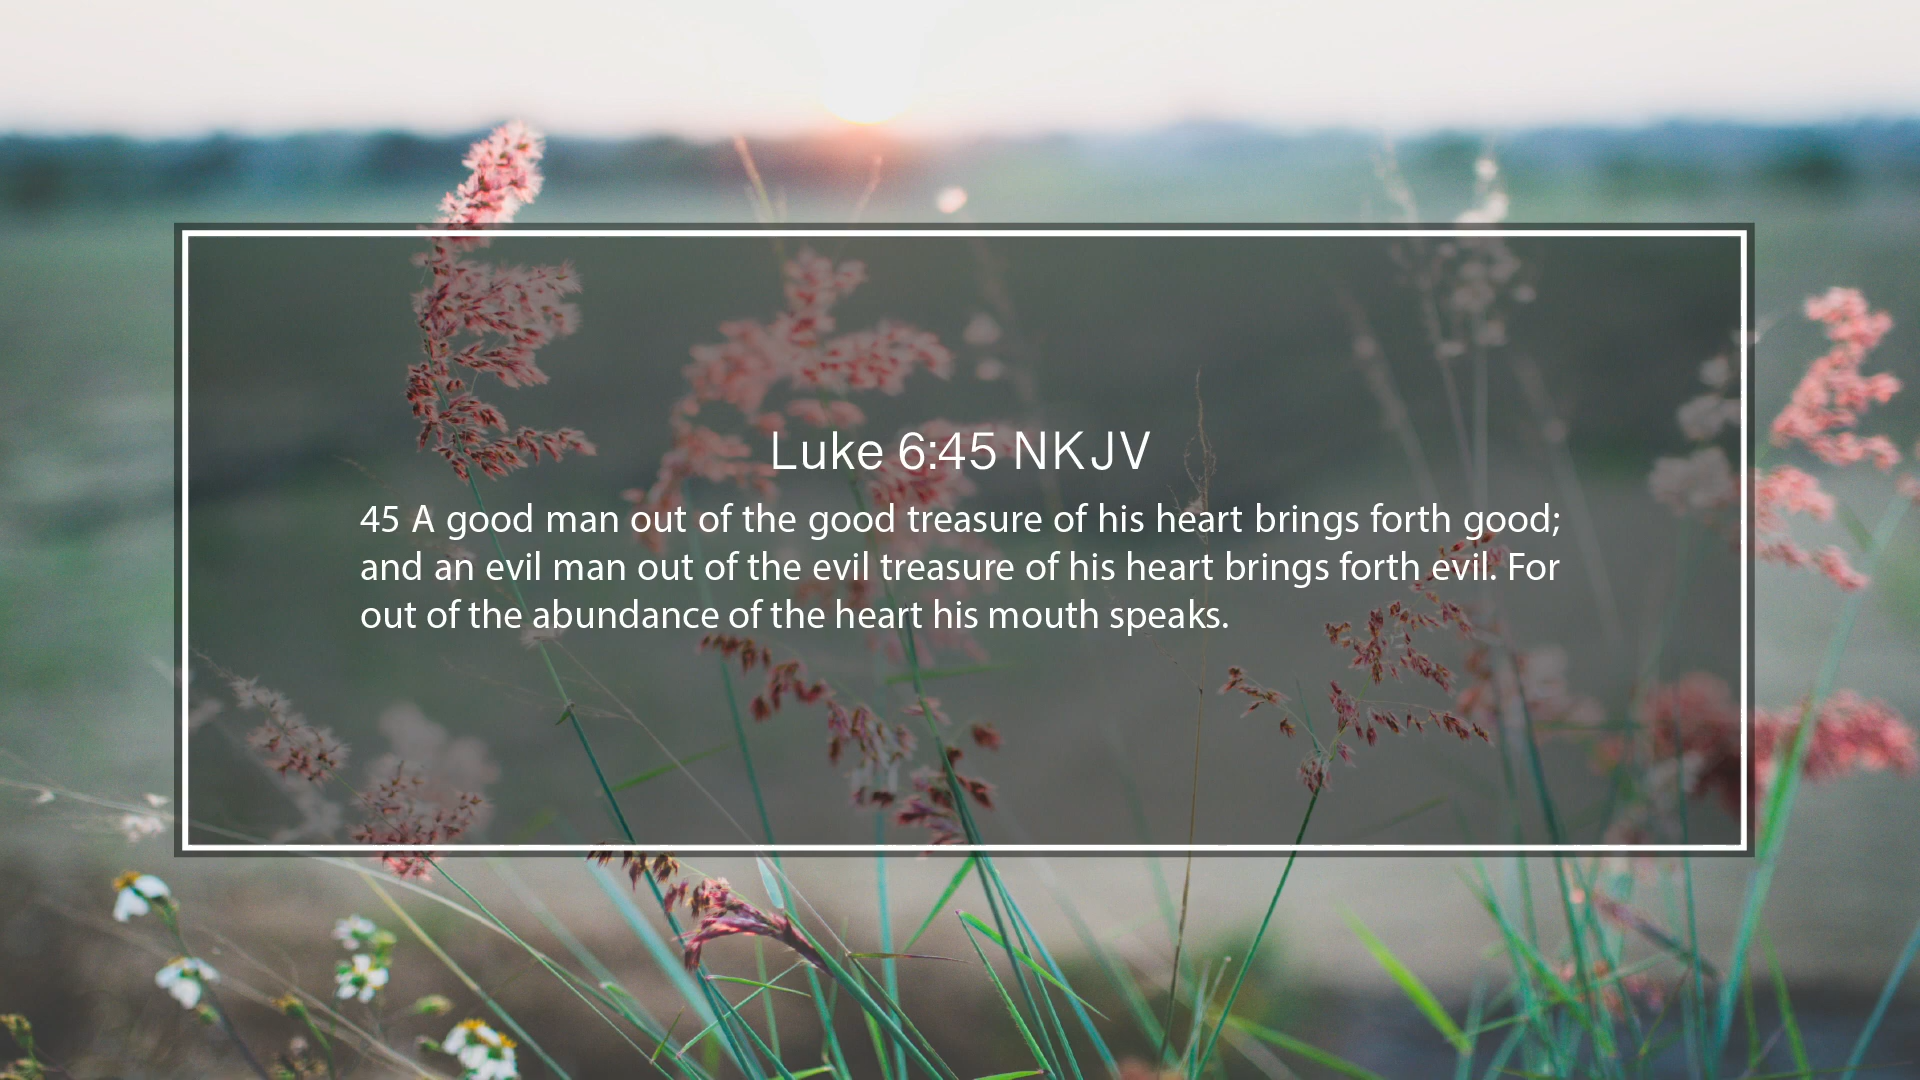 Luke 6:45 NKJV
45 A good man out of the good treasure of his heart brings forth good;
and an evil man out of the evil treasure of his heart brings forth evil. For
out of the abundance of the heart his mouth speaks.